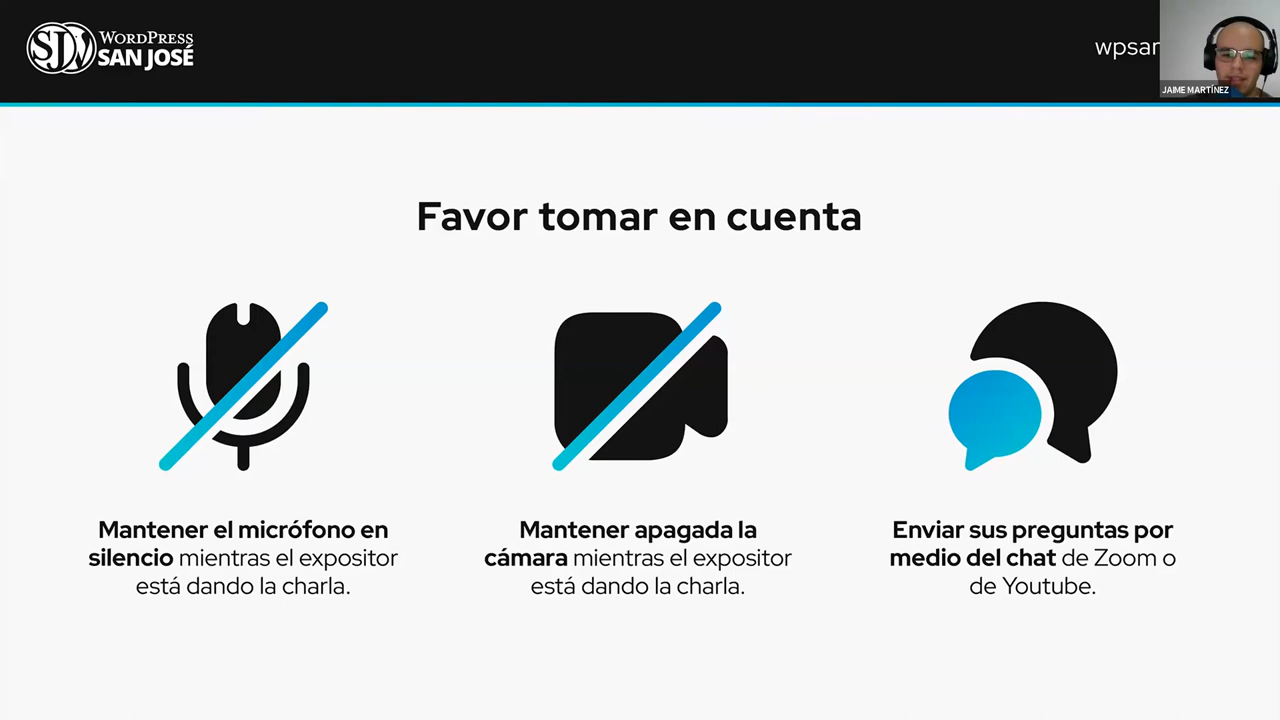 SJW WORDPRESS
SAN JOSÉ
wpsan
JAIME MARTÍNEZ
Favor tomar en cuenta
Mantener el micrófono en
silencio mientras el expositor
está dando la charla.
Mantener apagada la
cámara mientras el expositor
está dando la charla.
Enviar sus preguntas por
medio del chat de Zoom o
de Youtube.